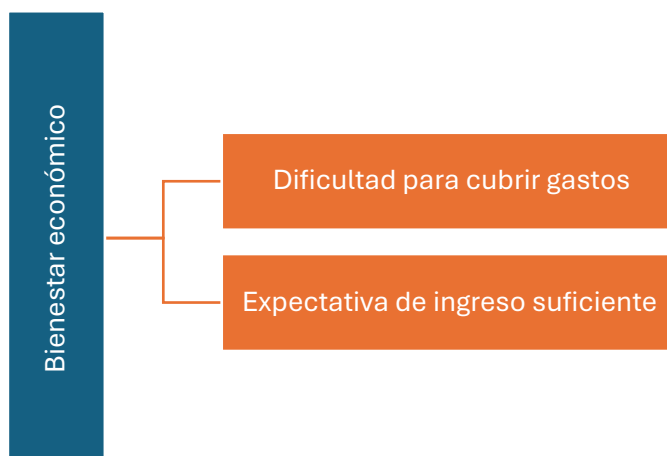 Bienestar económico
Dificultad para cubrir gastos
Expectativa de ingreso suficiente